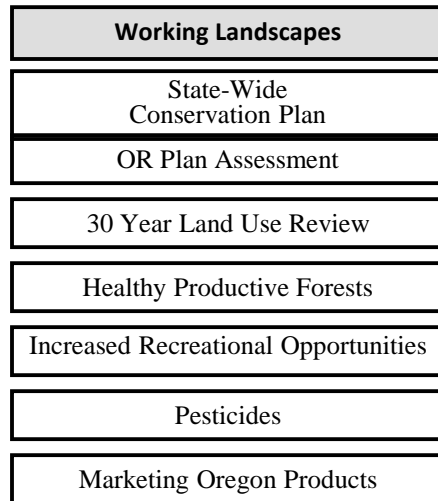 Working Landscapes
State-Wide
Conservation Plan
OR Plan Assessment
30 Year Land Use Review
Healthy Productive Forests
Increased Recreational Opportunities
Pesticides
Marketing Oregon Products